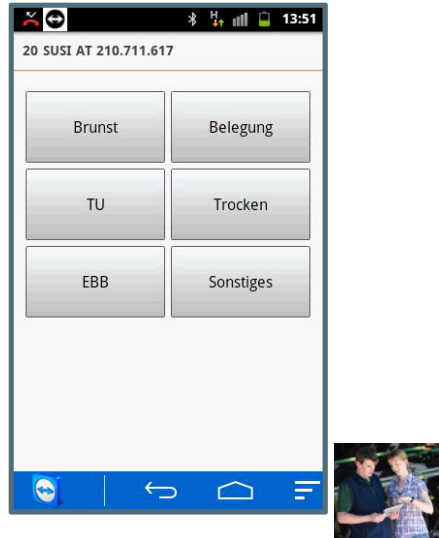 H 13:51
20 SUSI AT 210.711.617
Brunst Belegung
TU Trocken
EBB Sonstiges